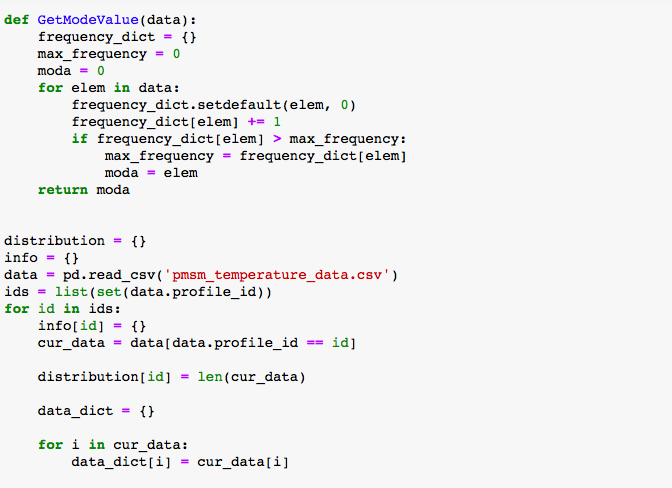 def GetModeValue(data):
    frequency_dict = {}
    max_frequency = 0
    moda = 0
    for elem in data:
        frequency_dict.setdefault(elem, 0)
        frequency_dict[elem] += 1
        if frequency_dict[elem] > max_frequency:
            max_frequency = frequency_dict[elem]
            moda = elem
    return moda
distribution = {}
info = {}
data = pd.read_csv('pmsm_temperature_data.csv')
ids = list(set(data.profile_id))
for id in ids:
    info[id] = {}
    cur_data = data[data.profile_id == id]
    distribution[id] = len(cur_data)
    data_dict = {}
    for i in cur_data:
        data_dict[i] = cur_data[i]